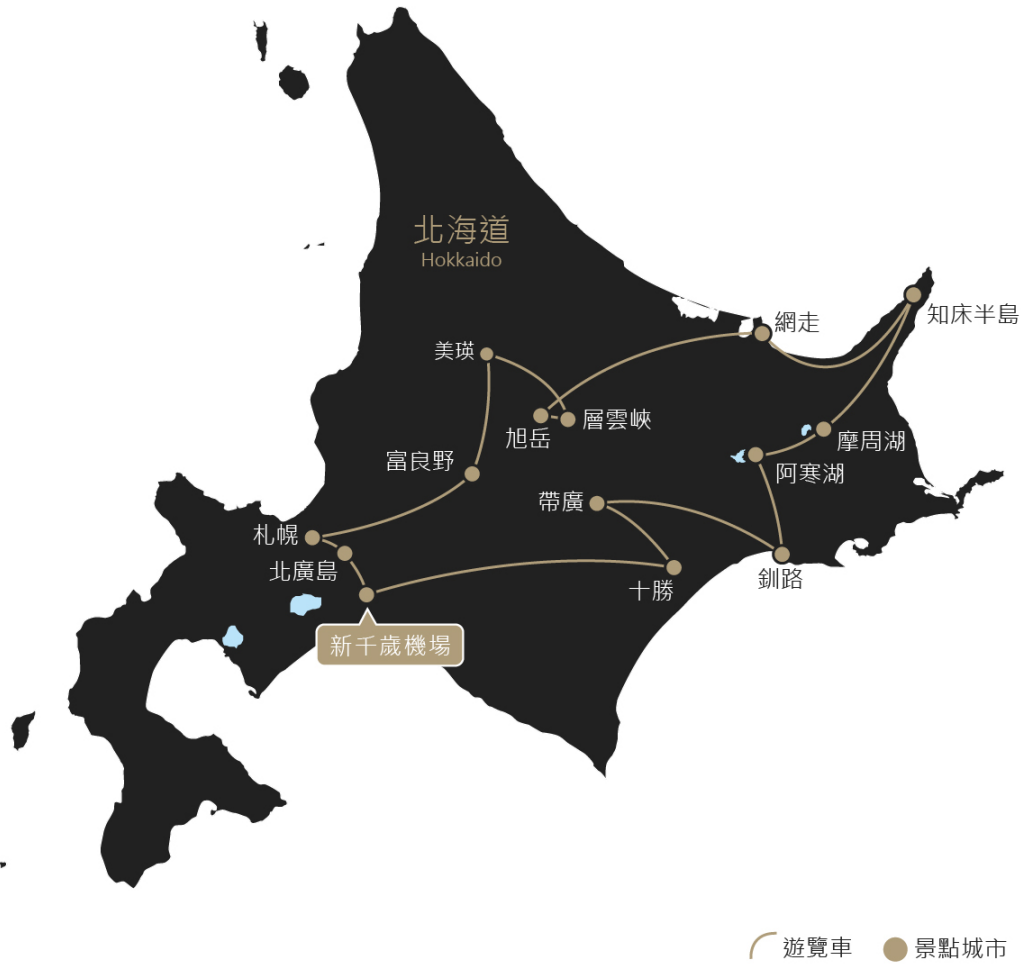 北海道
Hokkaido
知床半島
網走
美瑛
層雲峽
旭岳
摩周湖
富良野
阿寒湖
帶廣
札幌
北廣島
釧路
十勝
新千歲機場
遊覽車
景點城市